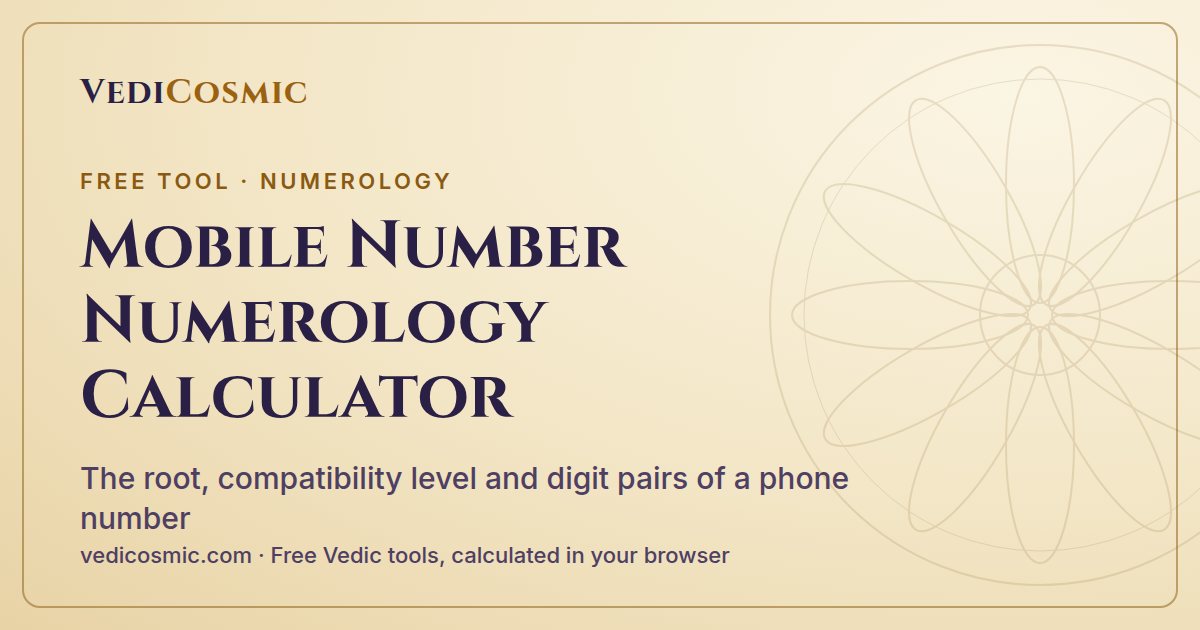 VediCosmic
FREE TOOL · NUMEROLOGY
Mobile Number
Numerology
Calculator
The root, compatibility level and digit pairs of a phone
number
vedicosmic.com · Free Vedic tools, calculated in your browser